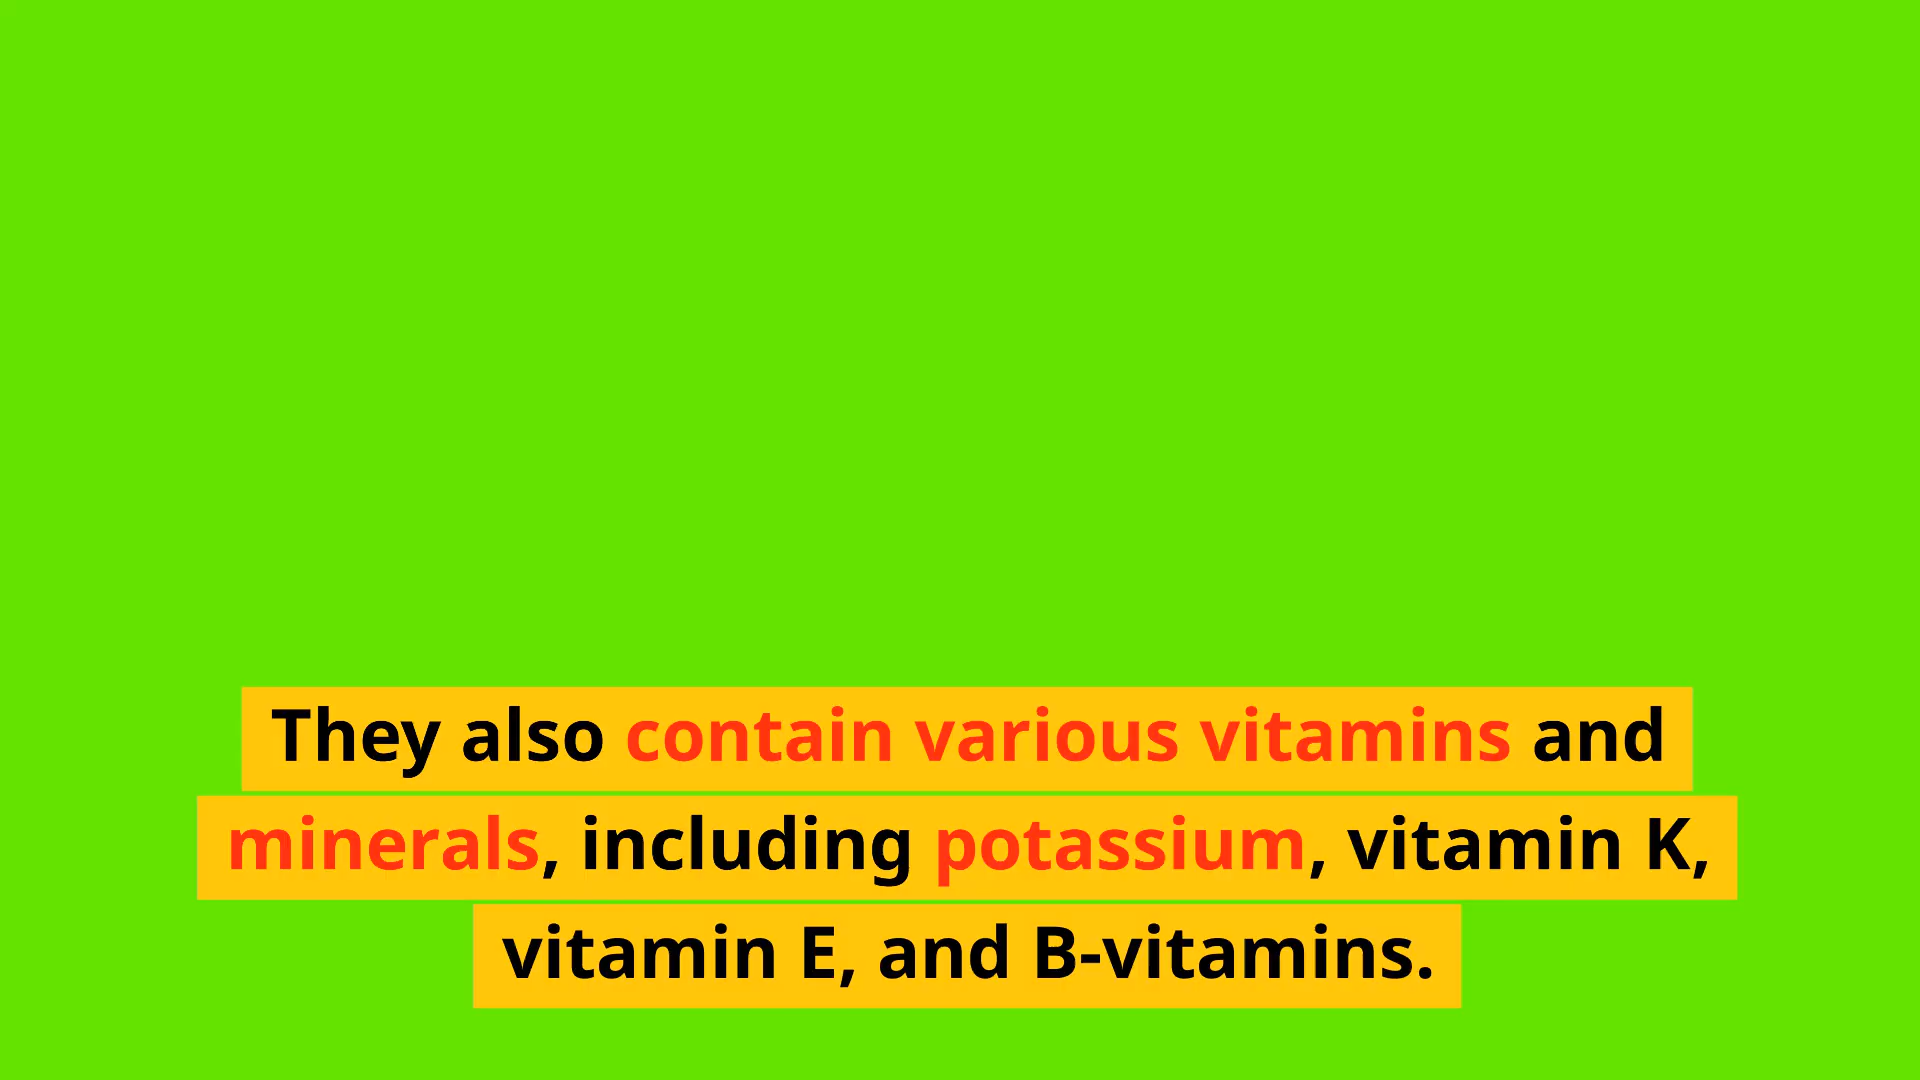 They also contain various vitamins and
minerals, including potassium, vitamin K,
vitamin E, and B-vitamins.